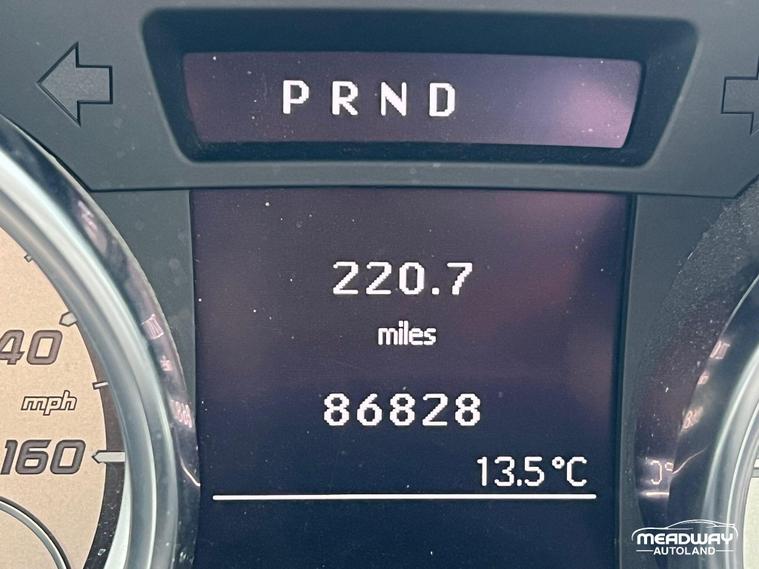 PRND
220.7
miles
86828
13.5°C
40
mph
160
MEADWAY
AUTOLAND